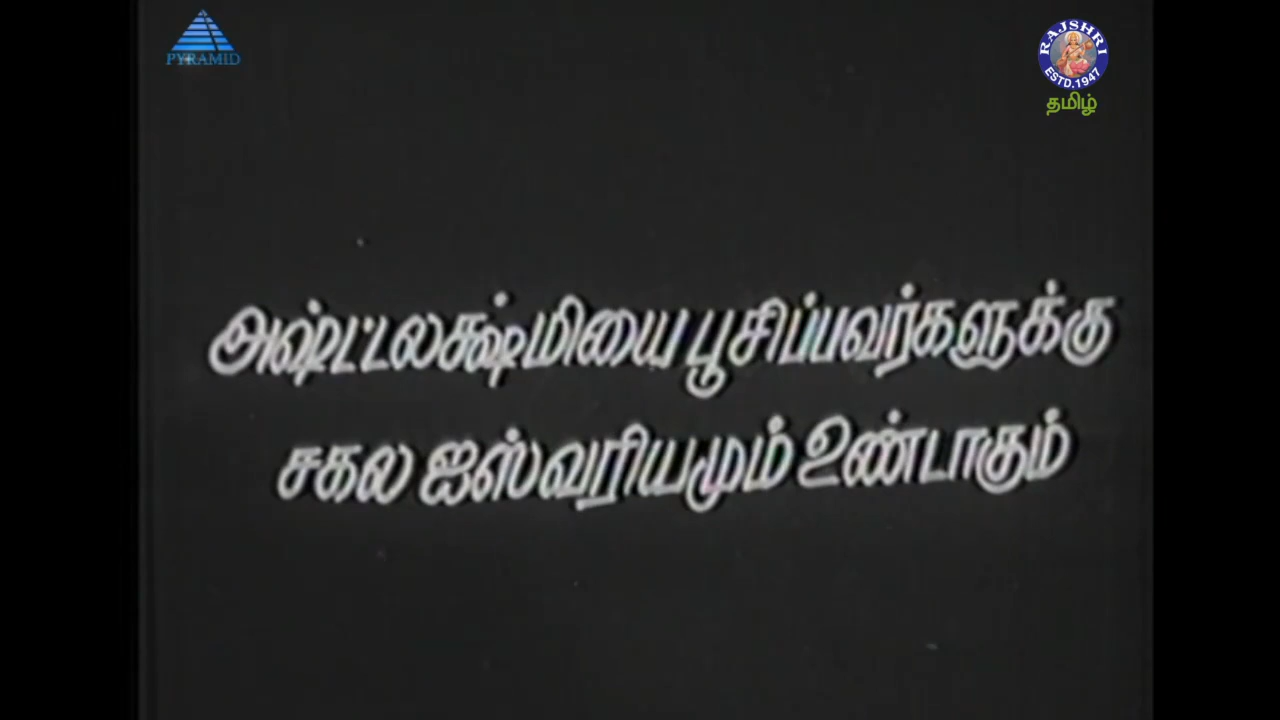 PYRAMID
RAJSHRI
ESTD.1947
தமிழ்
அஷ்ட்டலக்ஷ்மியை பூசிப்பவர்களுக்கு
சகல ஐஸ்வரியமும் உண்டாகும்